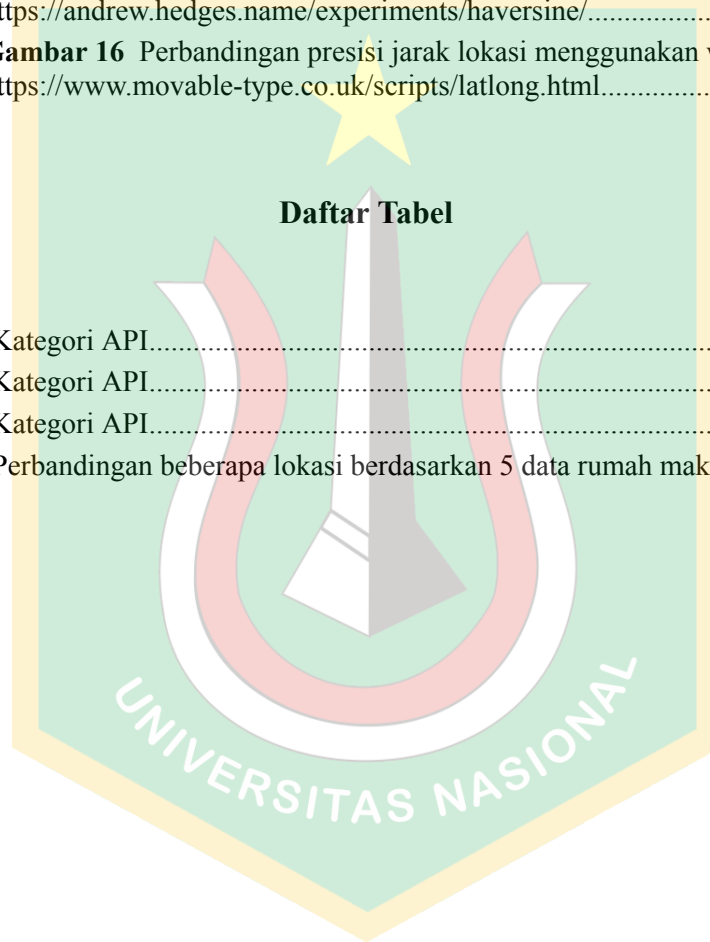 ttps://andrew.hedges.name/experiments/haversine/......................
Gambar 16 Perbandingan presisi jarak lokasi menggunakan
ttps://www.movable-type.co.uk/scripts/latlong.html................
Daftar Tabel
Kategori API................................................................................
Kategori API................................................................................
Kategori API................................................................................
Perbandingan beberapa lokasi berdasarkan 5 data rumah mak
UNIVERSITAS NASIONAL